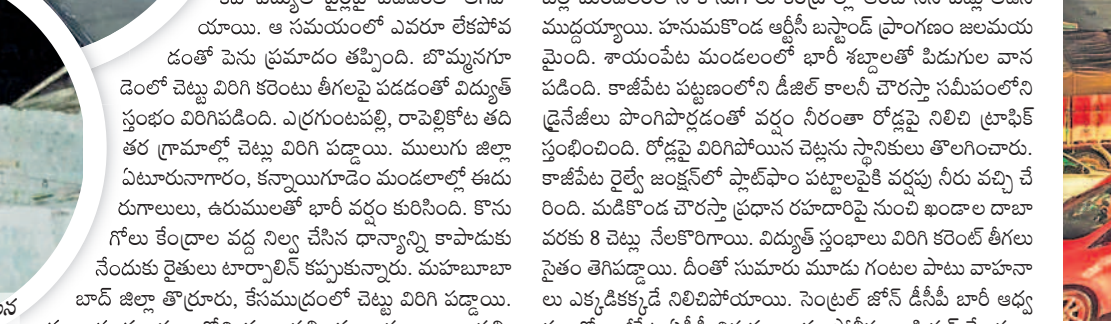 యాయి. ఆ సమయంలో ఎవరూ లేకపోవ
డంతో పెను ప్రమాదం తప్పింది. బొమ్మనగూ
డెంలో చెట్టు విరిగి కరెంటు తీగలపై పడడంతో విద్యుత్
స్తంభం విరిగిపడింది. ఎర్రగుంటపల్లి, రాపెల్లికోట తది
తర గ్రామాల్లో చెట్లు విరిగి పడ్డాయి. ములుగు జిల్లా
ఏటూరునాగారం, కన్నాయిగూడెం మండలాల్లో ఈదు
రుగాలులు, ఉరుములతో భారీ వర్షం కురిసింది. కొను
గోలు కేంద్రాల వద్ద నిల్వ చేసిన ధాన్యాన్ని కాపాడుకు
నేందుకు రైతులు టార్పాలిన్ కప్పుకున్నారు. మహబూబా
బాద్ జిల్లా తొర్రూరు, కేసముద్రంలో చెట్టు విరిగి పడ్డాయి.
ముద్దయ్యాయి. హనుమకొండ ఆర్టీసీ బస్టాండ్ ప్రాంగణం జలమయ
మైంది. శాయంపేట మండలంలో భారీ శబ్దాలతో పిడుగుల వాన
పడింది. కాజీపేట పట్టణంలోని డీజిల్ కాలనీ చౌరస్తా సమీపంలోని
డ్రైనేజీలు పొంగిపొర్లడంతో వర్షం నీరంతా రోడ్లపై నిలిచి ట్రాఫిక్
స్తంభించింది. రోడ్లపై విరిగిపోయిన చెట్లను స్థానికులు తొలగించారు.
కాజీపేట రైల్వే జంక్షన్‌లో ప్లాట్‌ఫాం పట్టాలపైకి వర్షపు నీరు వచ్చి చే
రింది. మడికొండ చౌరస్తా ప్రధాన రహదారిపై నుంచి ఖండాల దాబా
వరకు 8 చెట్లు నేలకొరిగాయి. విద్యుత్ స్తంభాలు విరిగి కరెంట్ తీగలు
సైతం తెగిపడ్డాయి. దీంతో సుమారు మూడు గంటల పాటు వాహనా
లు ఎక్కడికక్కడే నిలిచిపోయాయి. సెంట్రల్ జోన్ డీసీపీ బారీ ఆధ్వ